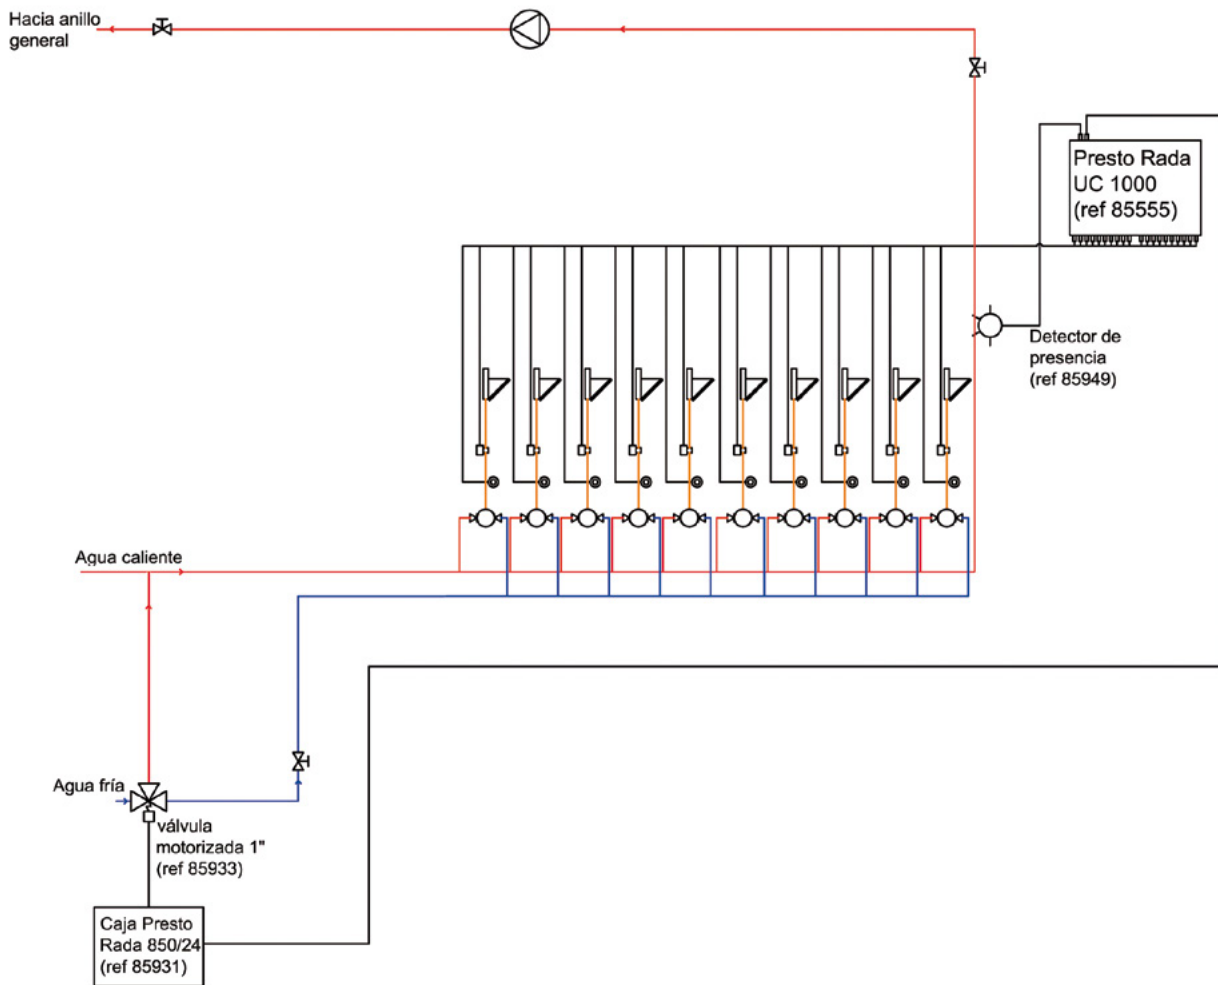 Hacia anillo
general
Presto Rada
UC 1000
(ref 85555)
Detector de
presencia
(ref 85949)
Agua caliente
Agua fría
válvula
motorizada 1"
(ref 85933)
Caja Presto
Rada 850/24
(ref 85931)